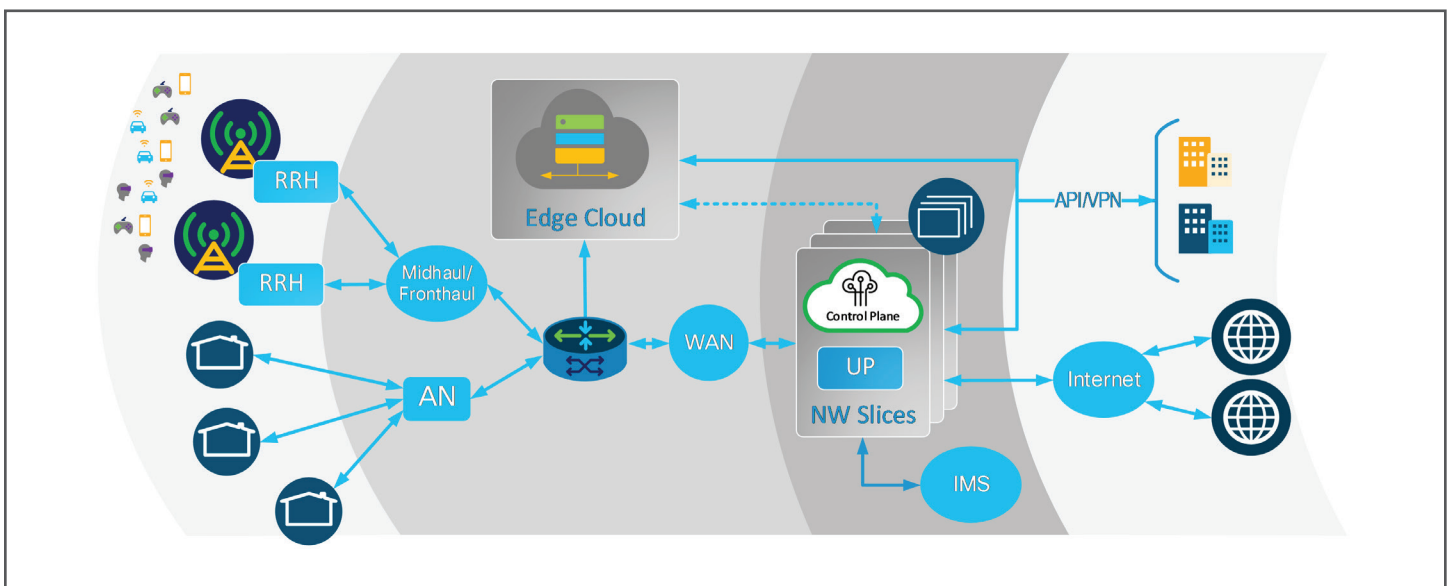 RRH
RRH
Midhaul/
Fronthaul
AN
Edge Cloud
WAN
Control Plane
UP
NW Slices
IMS
API/VPN
Internet